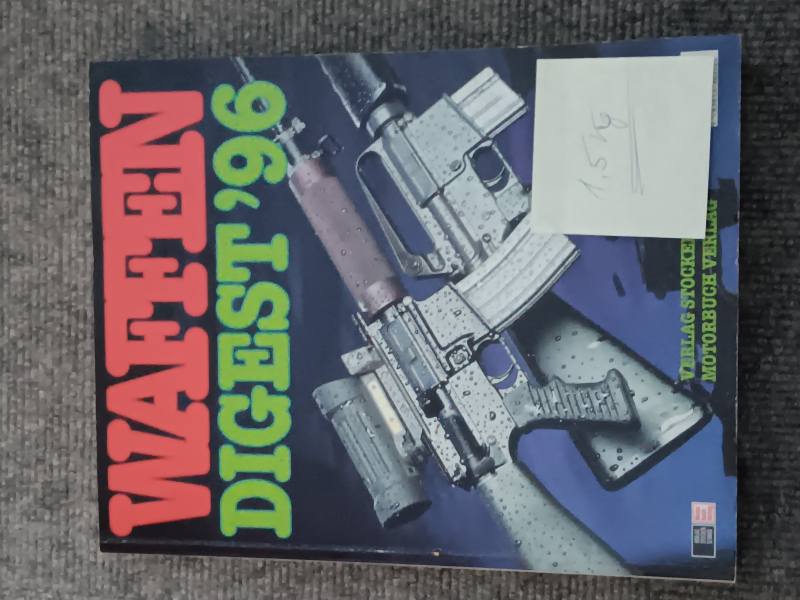 WAFFEN
DIGEST '96
1,5 kg
VERLAG STOCKER
MOTORBUCH VERLAG